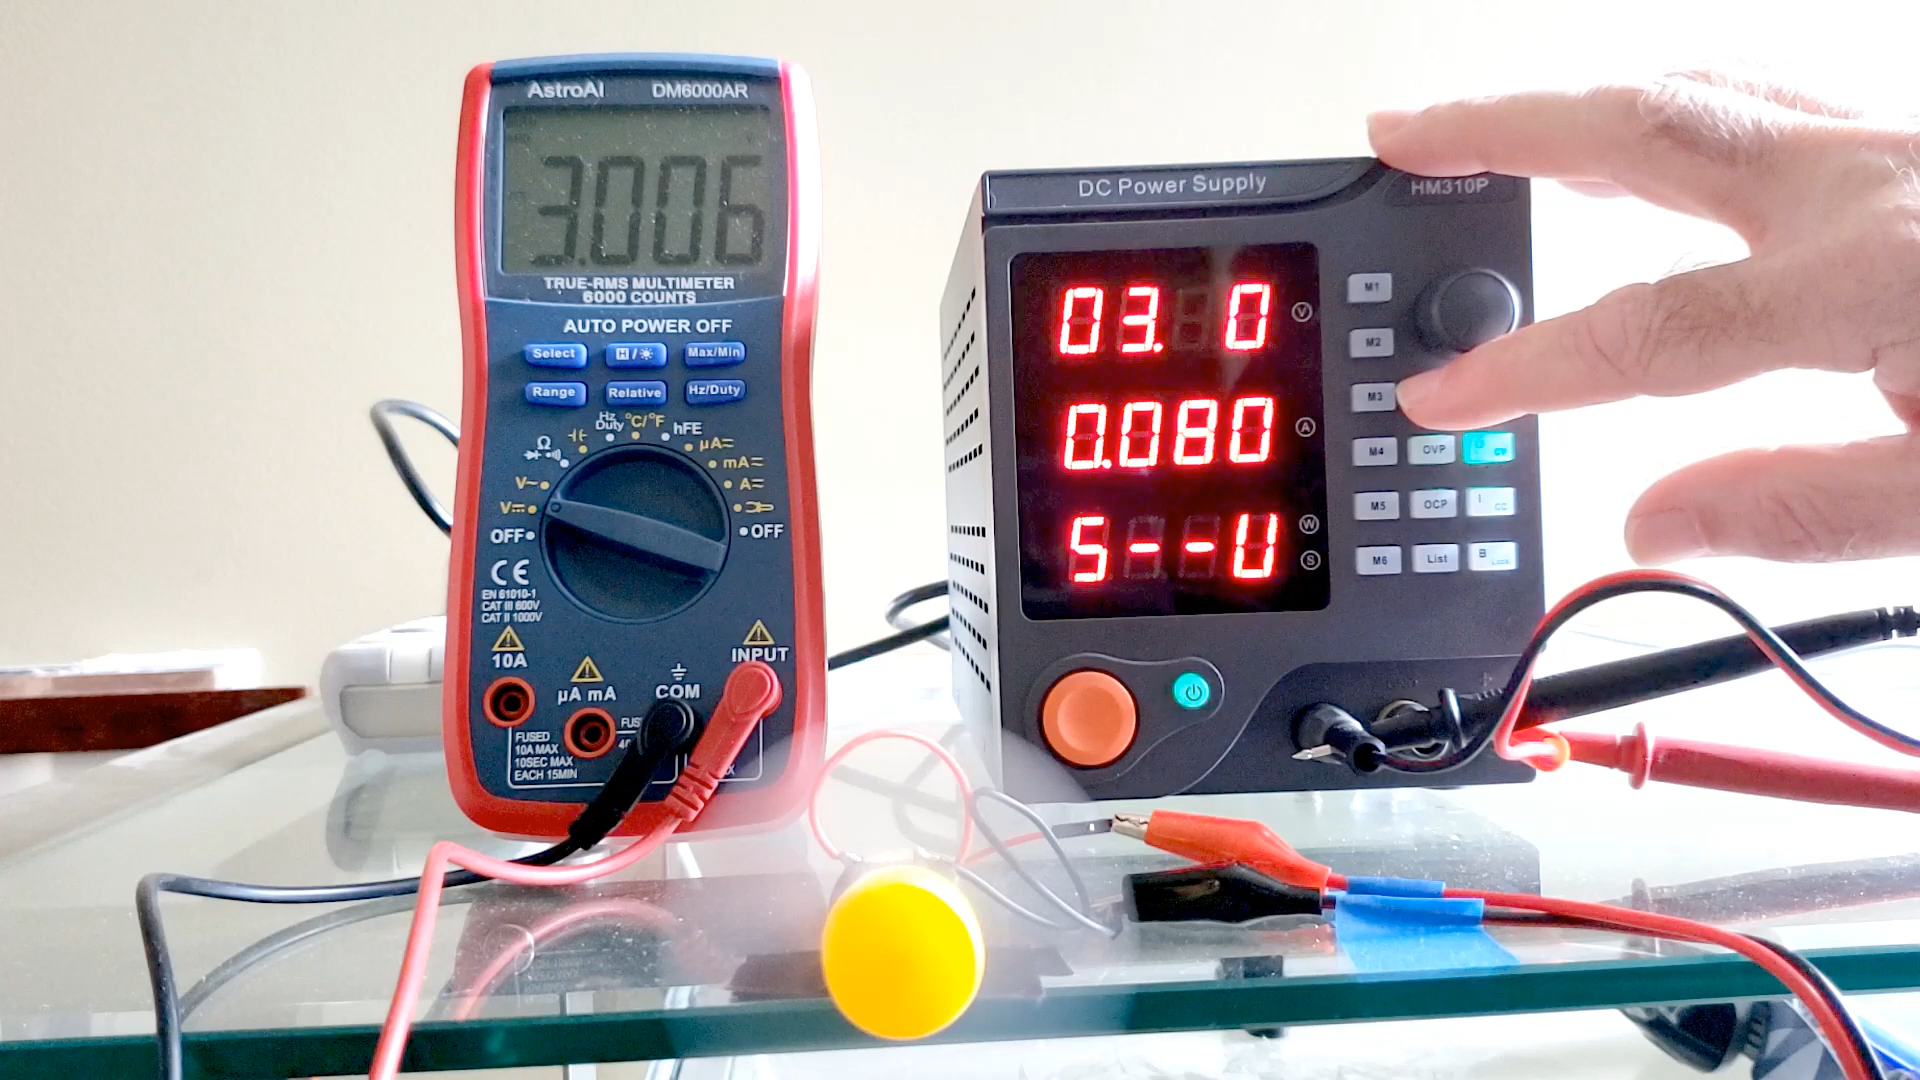 AstroAI DM6000AR
3.006
TRUE-RMS MULTIMETER
6000 COUNTS
AUTO POWER OFF
Select H/ Max/Min
Range Relative Hz/Duty
Hz
Duty °C/°F hFE
Ω µA
mA
V~ A
V
OFF OFF
CE
EN 61010-1
CAT III 600V
CAT II 1000V
10A
µA mA
COM
INPUT
FUSED
10A MAX
10SEC MAX
EACH 15MIN
DC Power Supply HM310P
03. 0 V
0.080 A
S--U W
S
M1
M2
M3
M4 OVP CV
M5 OCP I CC
M6 List B Lock